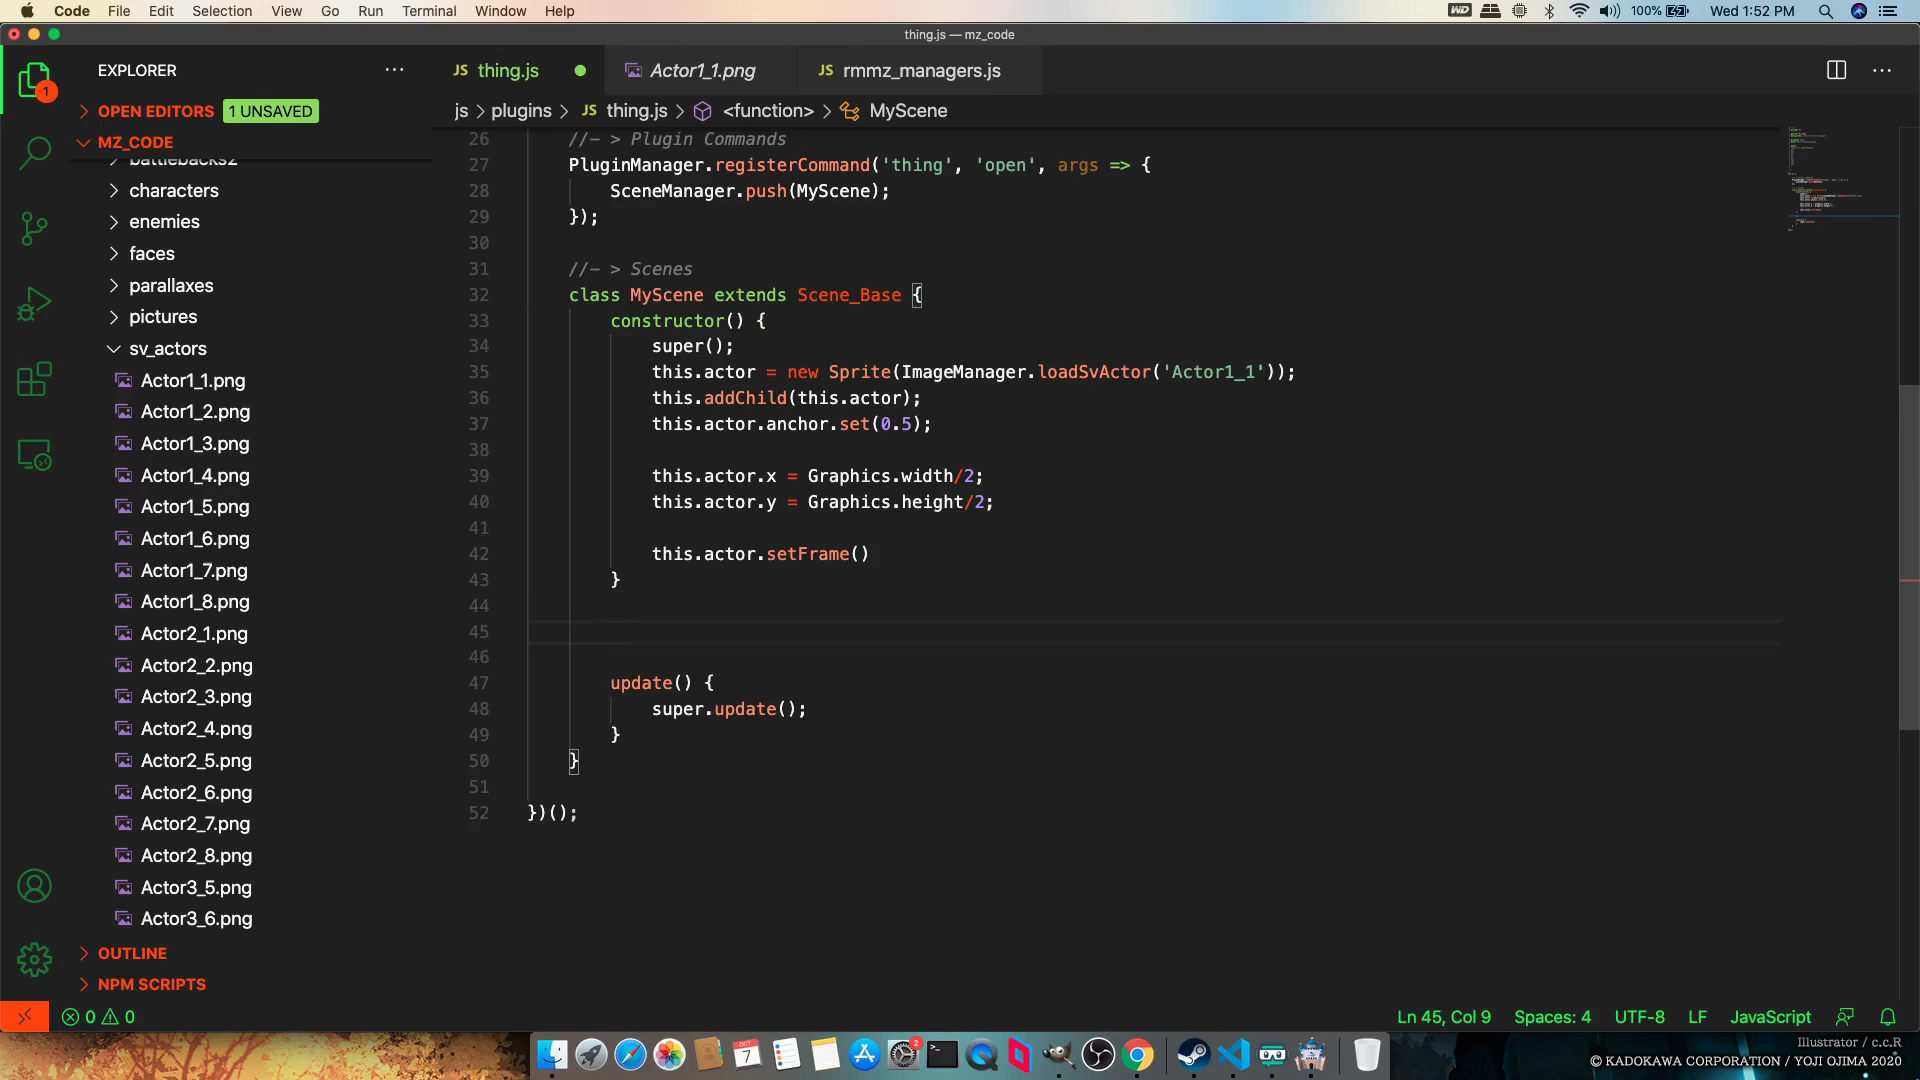 Code File Edit Selection View Go Run Terminal Window Help
WD 100% Wed 1:52 PM
thing.js — mz_code
EXPLORER
1
OPEN EDITORS 1 UNSAVED
MZ_CODE
battlebacks2
characters
enemies
faces
parallaxes
pictures
sv_actors
Actor1_1.png
Actor1_2.png
Actor1_3.png
Actor1_4.png
Actor1_5.png
Actor1_6.png
Actor1_7.png
Actor1_8.png
Actor2_1.png
Actor2_2.png
Actor2_3.png
Actor2_4.png
Actor2_5.png
Actor2_6.png
Actor2_7.png
Actor2_8.png
Actor3_5.png
Actor3_6.png
OUTLINE
NPM SCRIPTS
JS thing.js Actor1_1.png JS rmmz_managers.js
js > plugins > JS thing.js > <function> > MyScene
26 //- > Plugin Commands
27 PluginManager.registerCommand('thing', 'open', args => {
28 SceneManager.push(MyScene);
29 });
30
31 //- > Scenes
32 class MyScene extends Scene_Base {
33 constructor() {
34 super();
35 this.actor = new Sprite(ImageManager.loadSvActor('Actor1_1'));
36 this.addChild(this.actor);
37 this.actor.anchor.set(0.5);
38
39 this.actor.x = Graphics.width/2;
40 this.actor.y = Graphics.height/2;
41
42 this.actor.setFrame()
43 }
44
45
46
47 update() {
48 super.update();
49 }
50 }
51
52 })();
0 0 Ln 45, Col 9 Spaces: 4 UTF-8 LF JavaScript
OCT
7
2
Illustrator / c.c.R
© KADOKAWA CORPORATION / YOJI OJIMA 2020